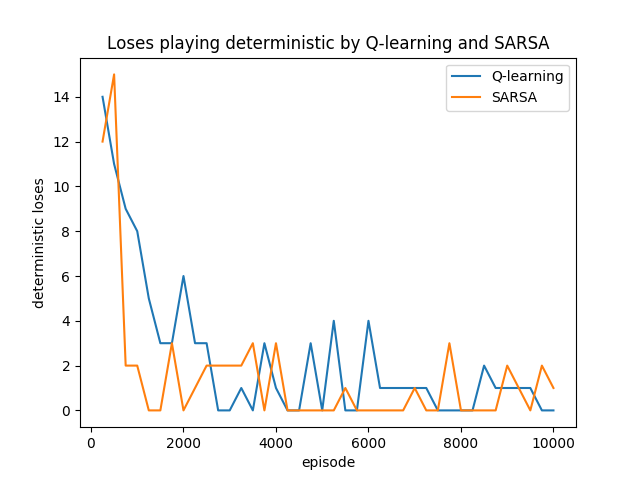 Loses playing deterministic by Q-learning and SARSA
Q-learning
SARSA
14
12
10
8
6
4
2
0
deterministic loses
0 2000 4000 6000 8000 10000
episode